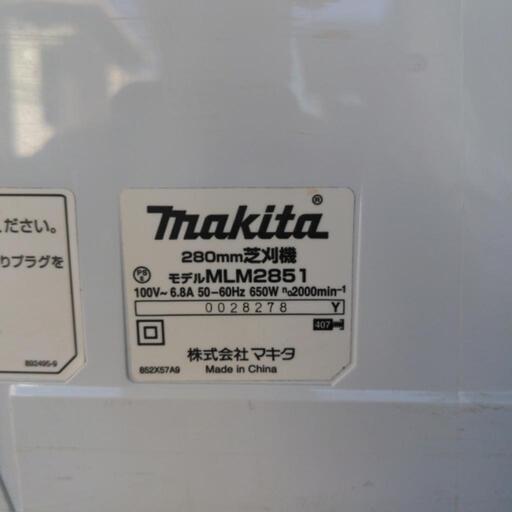 ださい。
りプラグを
892495-9
makita®
280mm芝刈機
PS E
モデルMLM2851
100V~ 6.8A 50-60Hz 650W n₀2000min⁻¹
0028278 Y
407
株式会社 マキタ
852X57A9 Made in China